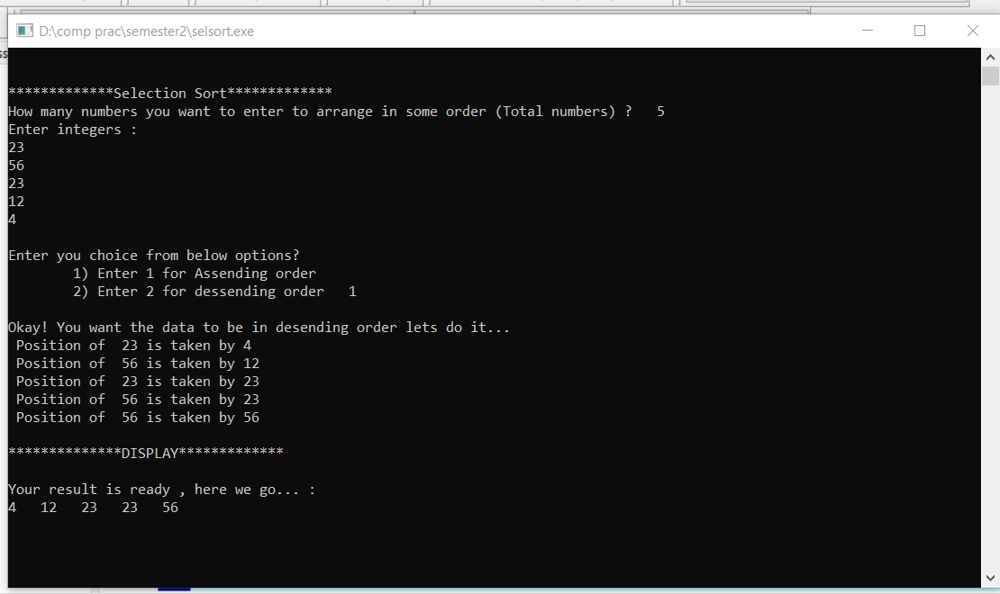 D:\comp prac\semester2\selsort.exe
*************Selection Sort*************
How many numbers you want to enter to arrange in some order (Total numbers) ?   5
Enter integers :
23
56
23
12
4
Enter you choice from below options?
1) Enter 1 for Assending order
2) Enter 2 for dessending order   1
Okay! You want the data to be in desending order lets do it...
Position of  23 is taken by 4
Position of  56 is taken by 12
Position of  23 is taken by 23
Position of  56 is taken by 23
Position of  56 is taken by 56
**************DISPLAY*************
Your result is ready , here we go... :
4   12   23   23   56